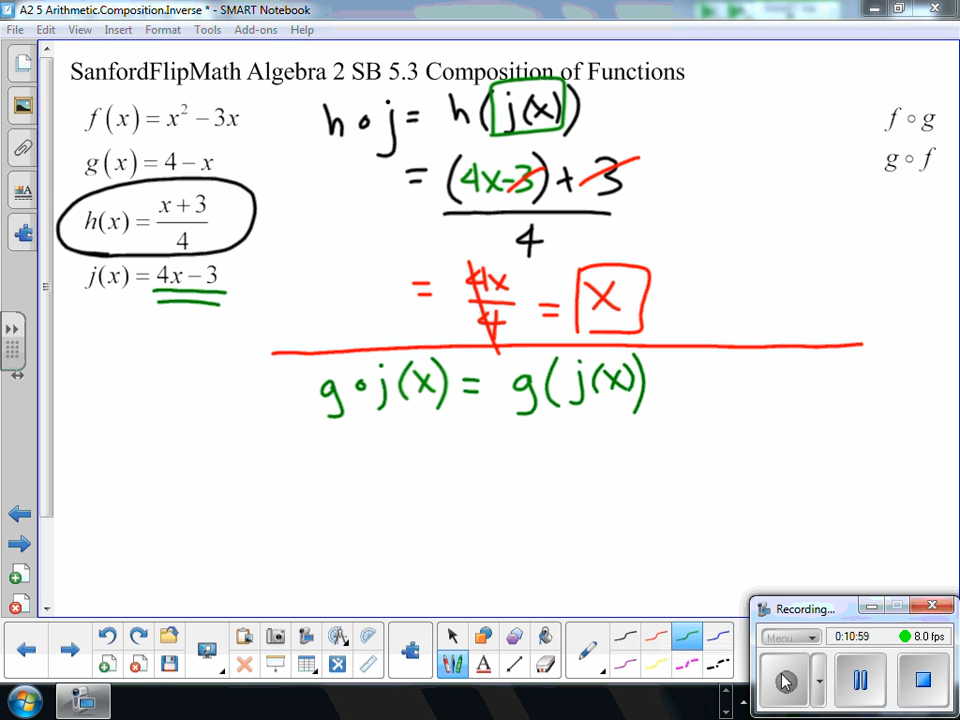 A2 5 Arithmetic.Composition.Inverse * - SMART Notebook
File Edit View Insert Format Tools Add-ons Help
SanfordFlipMath Algebra 2 SB 5.3 Composition of Functions
f(x) = x² − 3x
g(x) = 4 − x
h(x) = (x + 3)/4
j(x) = 4x − 3
h∘j = h(j(x))
= ((4x-3) + 3)/4
= 4x/4 = x
g∘j(x) = g(j(x))
f∘g
g∘f
Recording...
Menu
0:10:59
8.0 fps